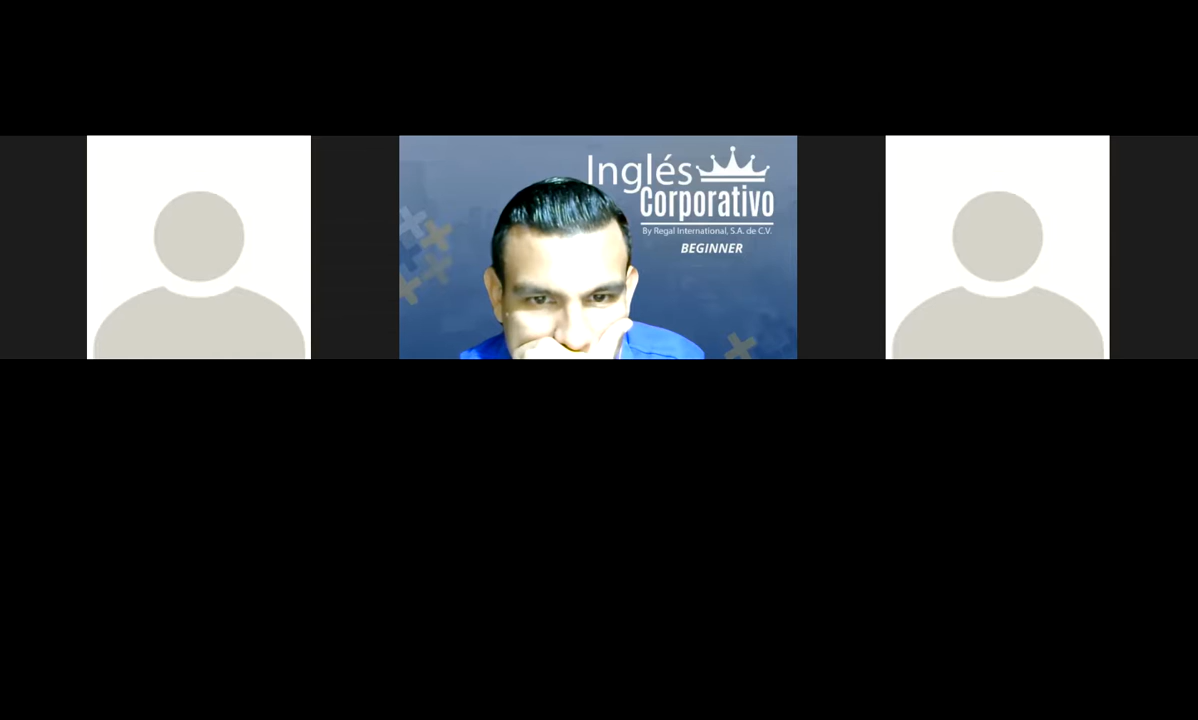 Inglés
Corporativo
By Regal International, S.A. de C.V.
BEGINNER